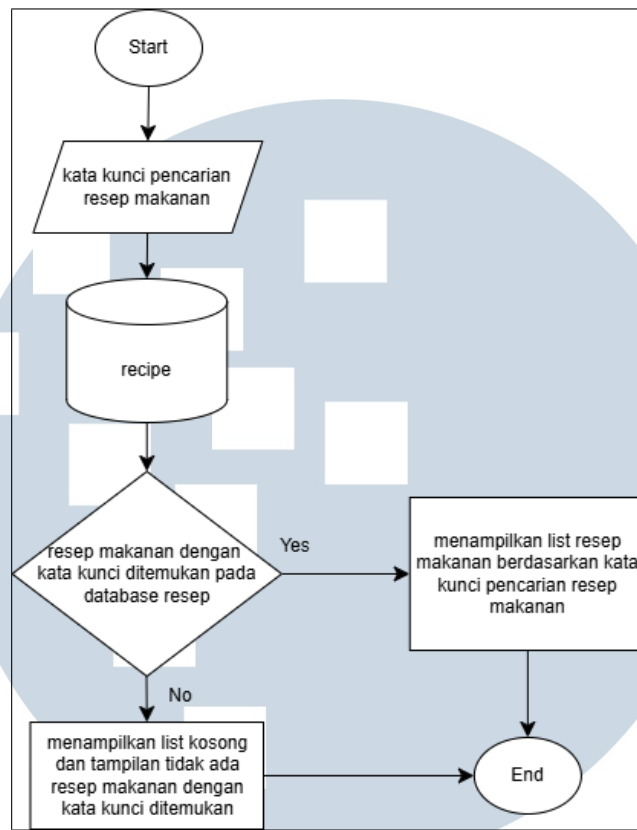 Start
kata kunci pencarian
resep makanan
recipe
resep makanan dengan
kata kunci ditemukan pada
database resep
Yes
menampilkan list resep
makanan berdasarkan kata
kunci pencarian resep
makanan
No
menampilkan list kosong
dan tampilan tidak ada
resep makanan dengan
kata kunci ditemukan
End